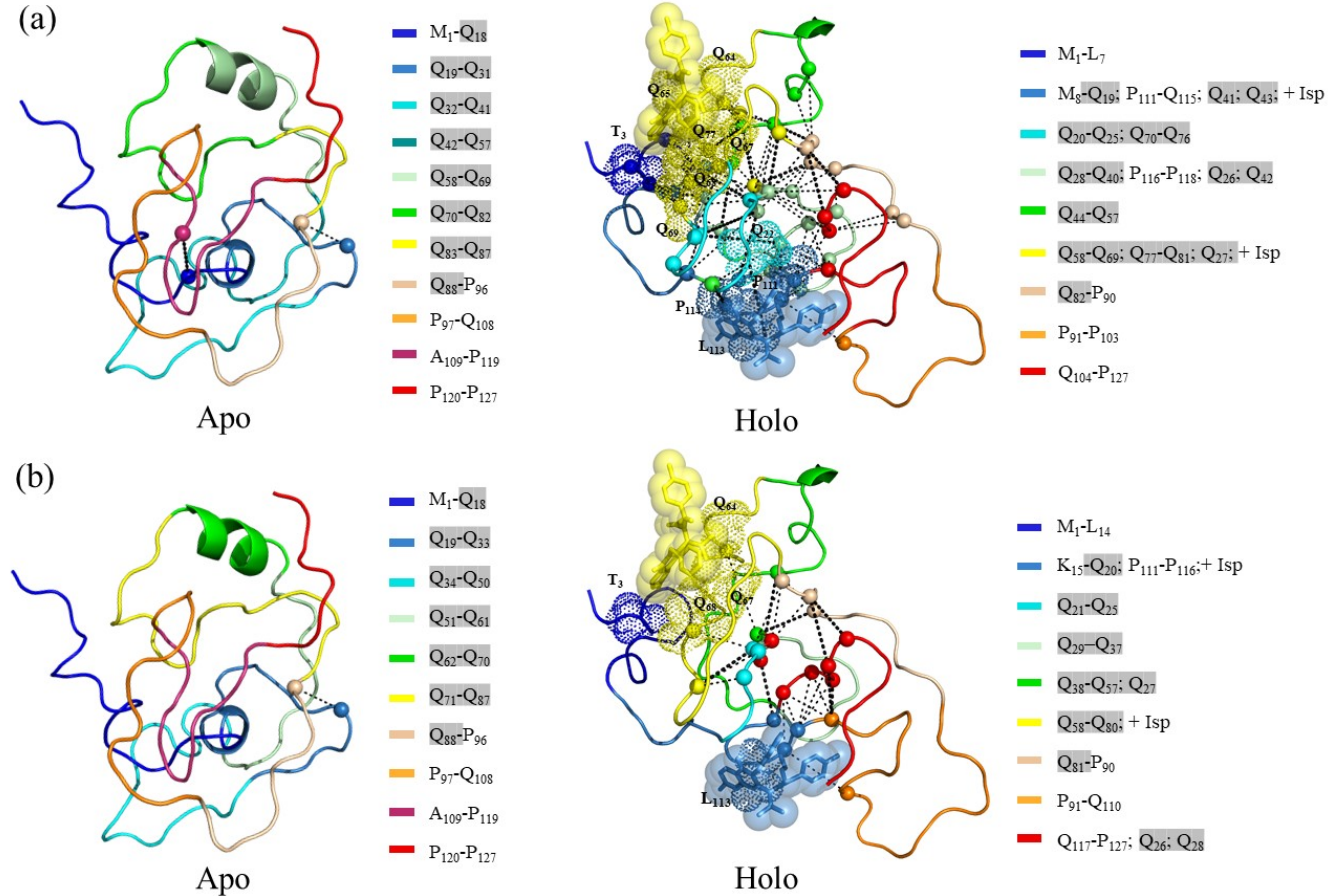 (a)
M₁-Q₁₈
Q₁₉-Q₃₁
Q₃₂-Q₄₁
Q₄₂-Q₅₇
Q₅₈-Q₆₉
Q₇₀-Q₈₂
Q₈₃-Q₈₇
Q₈₈-P₉₆
P₉₇-Q₁₀₈
A₁₀₉-P₁₁₉
P₁₂₀-P₁₂₇
Apo
Q₆₄
Q₆₅
Q₇₇
T₃
Q₆₇
Q₆₈
Q₆₉
Q₂₂
P₁₁₁
P₁₁₄
L₁₁₃
Holo
M₁-L₇
M₈-Q₁₉; P₁₁₁-Q₁₁₅; Q₄₁; Q₄₃; + Isp
Q₂₀-Q₂₅; Q₇₀-Q₇₆
Q₂₈-Q₄₀; P₁₁₆-P₁₁₈; Q₂₆; Q₄₂
Q₄₄-Q₅₇
Q₅₈-Q₆₉; Q₇₇-Q₈₁; Q₂₇; + Isp
Q₈₂-P₉₀
P₉₁-P₁₀₃
Q₁₀₄-P₁₂₇
(b)
M₁-Q₁₈
Q₁₉-Q₃₃
Q₃₄-Q₅₀
Q₅₁-Q₆₁
Q₆₂-Q₇₀
Q₇₁-Q₈₇
Q₈₈-P₉₆
P₉₇-Q₁₀₈
A₁₀₉-P₁₁₉
P₁₂₀-P₁₂₇
Apo
Q₆₄
T₃
Q₆₇
Q₆₈
L₁₁₃
Holo
M₁-L₁₄
K₁₅-Q₂₀; P₁₁₁-P₁₁₆;+ Isp
Q₂₁-Q₂₅
Q₂₉–Q₃₇
Q₃₈-Q₅₇; Q₂₇
Q₅₈-Q₈₀; + Isp
Q₈₁-P₉₀
P₉₁-Q₁₁₀
Q₁₁₇-P₁₂₇; Q₂₆; Q₂₈